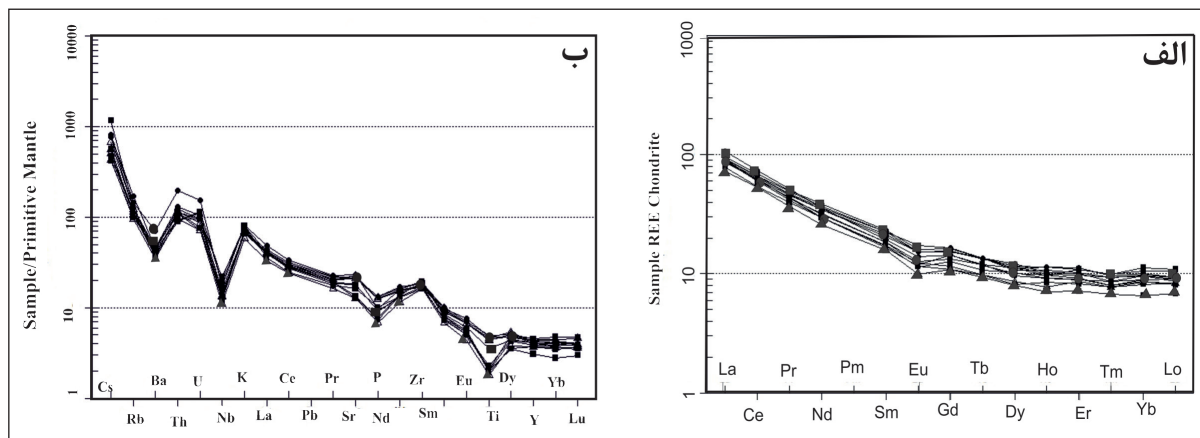 ب
Sample/Primitive Mantle
10000
1000
100
10
1
Cs Ba U K Ce Pr P Zr Eu Dy Yb
Rb Th Nb La Pb Sr Nd Sm Ti Y Lu
الف
Sample REE Chondrite
1000
100
10
1
La Pr Pm Eu Tb Ho Tm Lo
Ce Nd Sm Gd Dy Er Yb